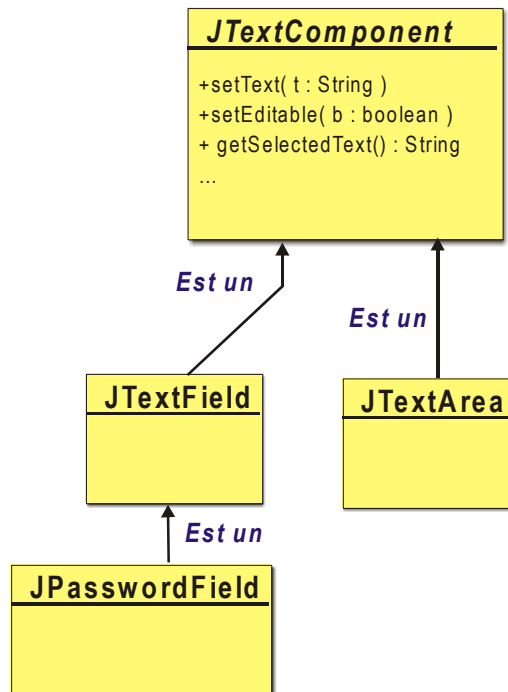 JTextComponent
+setText( t : String )
+setEditable( b : boolean )
+ getSelectedText() : String
...
Est un
Est un
JTextField
JTextArea
Est un
JPasswordField